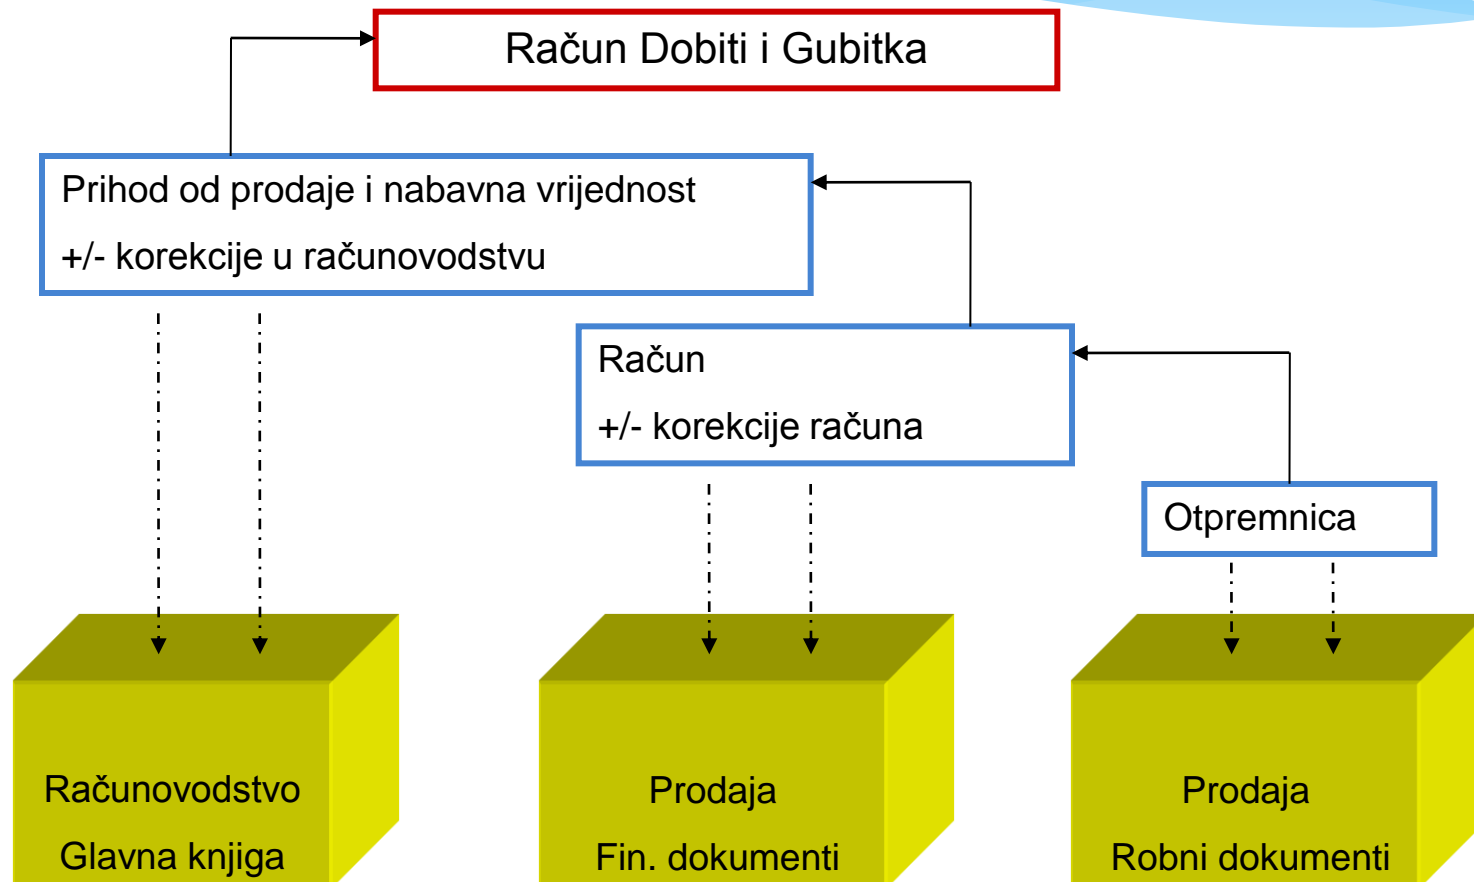 Račun Dobiti i Gubitka
Prihod od prodaje i nabavna vrijednost
+/- korekcije u računovodstvu
Račun
+/- korekcije računa
Otpremnica
Računovodstvo
Glavna knjiga
Prodaja
Fin. dokumenti
Prodaja
Robni dokumenti